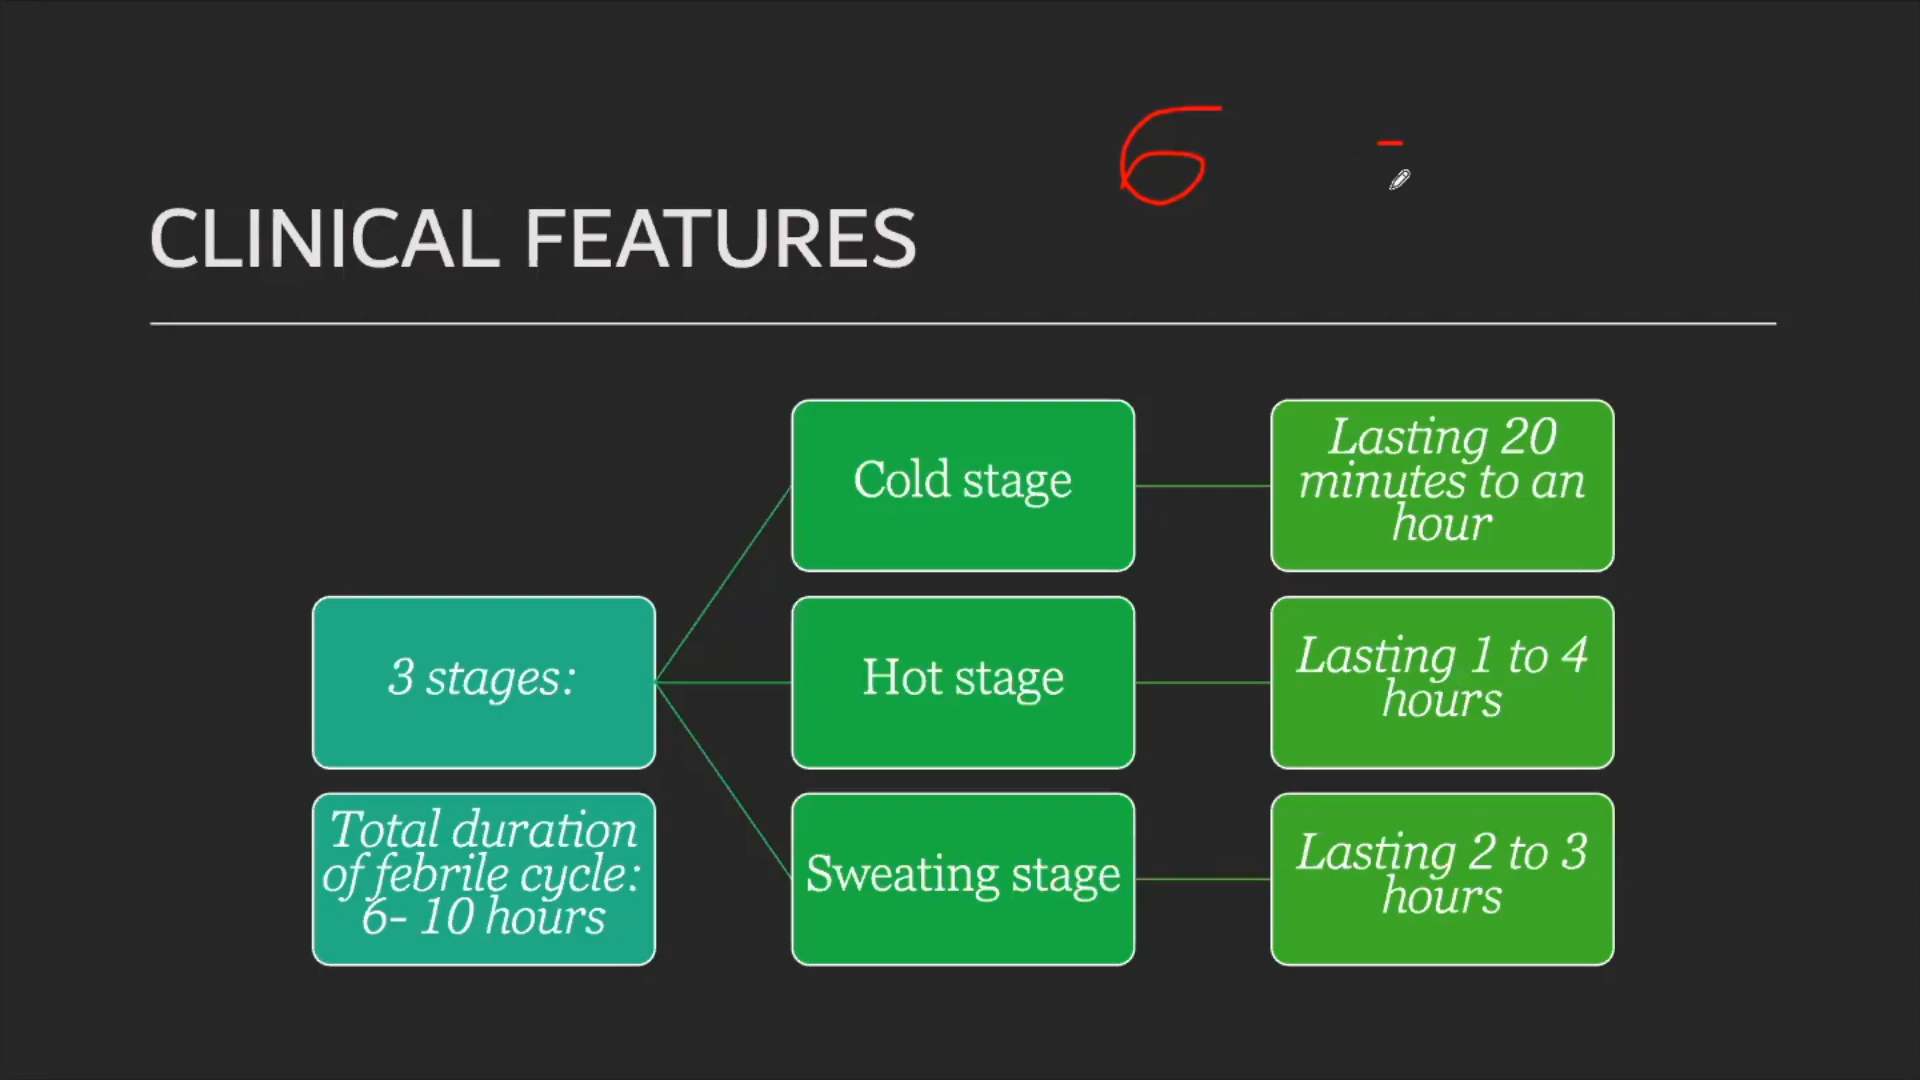 6 -
CLINICAL FEATURES
Cold stage
Lasting 20
minutes to an
hour
3 stages:
Hot stage
Lasting 1 to 4
hours
Total duration
of febrile cycle:
6- 10 hours
Sweating stage
Lasting 2 to 3
hours